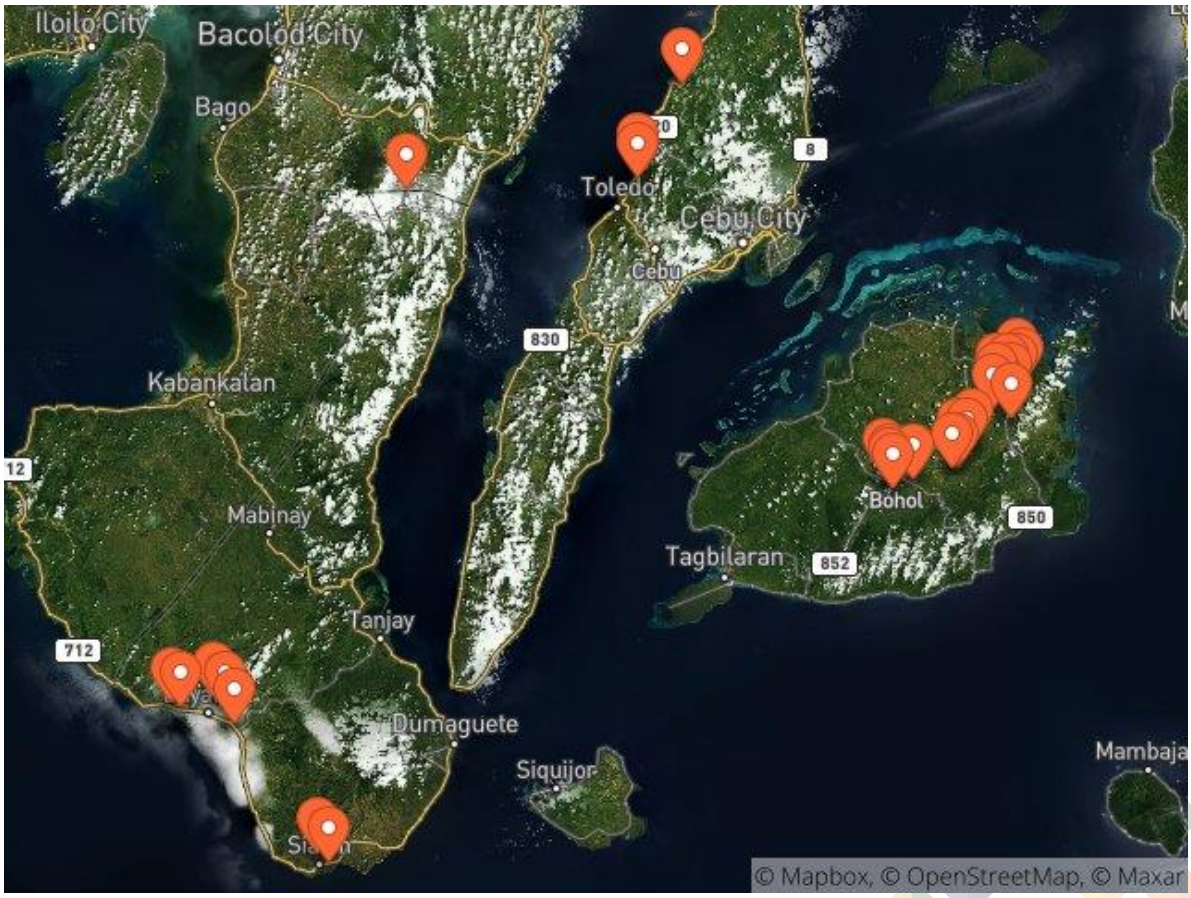 Iloilo City
Bacolod City
Bago
20
8
Toledo
Cebu City
Cebu
830
Kabankalan
12
Mabinay
Bohol
850
Tagbilaran
852
Tanjay
712
Dumaguete
Siquijor
Mambaja
© Mapbox, © OpenStreetMap, © Maxar